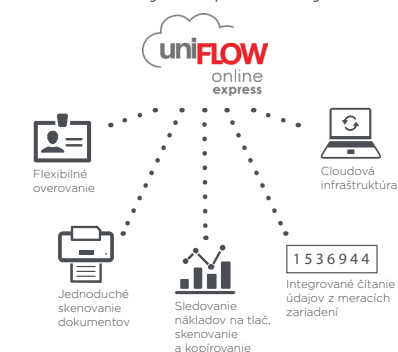 uniFLOW
online
express
Flexibilné
overovanie
Cloudová
infraštruktúra
Jednoduché
skenovanie
dokumentov
Sledovanie
nákladov na tlač,
skenovanie
a kopírovanie
1536944
Integrované čítanie
údajov z meracích
zariadení